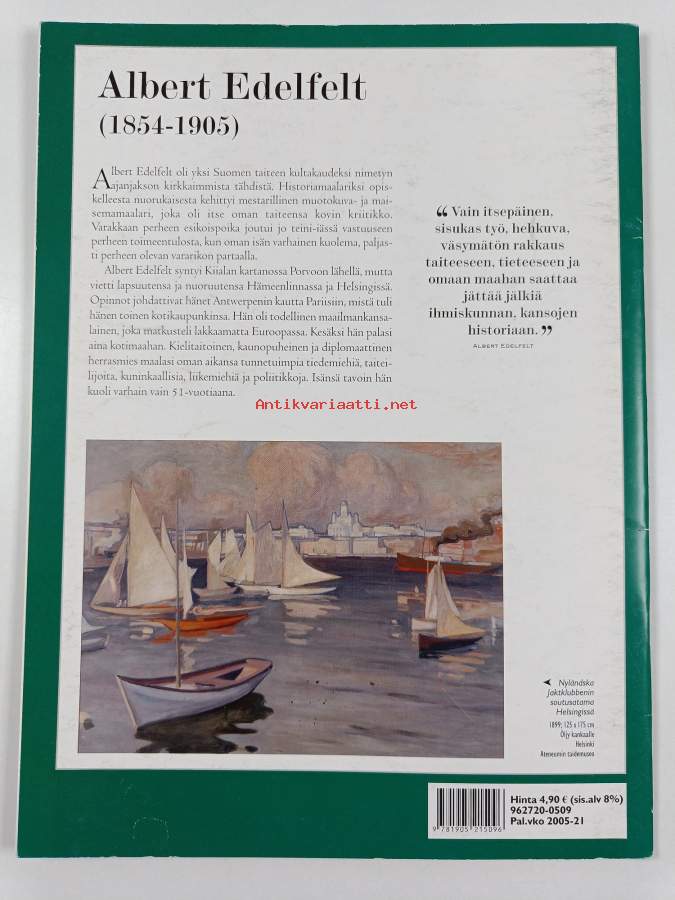 Albert Edelfelt
(1854-1905)
Albert Edelfelt oli yksi Suomen taiteen kultakaudeksi nimetyn
ajanjakson kirkkaimmista tähdistä. Historiamaalariksi opis-
kelleesta nuorukaisesta kehittyi mestarillinen muotokuva- ja mai-
semamaalari, joka oli itse oman taiteensa kovin kriitikko.
Varakkaan perheen esikoispoika joutui jo teini-iässä vastuuseen
perheen toimeentulosta, kun oman isän varhainen kuolema, paljas-
ti perheen olevan vararikon partaalla.
Albert Edelfelt syntyi Kiialan kartanossa Porvoon lähellä, mutta
vietti lapsuutensa ja nuoruutensa Hämeenlinnassa ja Helsingissä.
Opinnot johdattivat hänet Antwerpenin kautta Pariisiin, mistä tuli
hänen toinen kotikaupunkinsa. Hän oli todellinen maailmankansa-
lainen, joka matkusteli lakkaamatta Euroopassa. Kesäksi hän palasi
aina kotimaahan. Kielitaitoinen, kaunopuheinen ja diplomaattinen
herrasmies maalasi oman aikansa tunnetuimpia tiedemiehiä, taitei-
lijoita, kuninkaallisia, liikemiehiä ja poliitikkoja. Isänsä tavoin hän
kuoli varhain vain 51-vuotiaana.
“ Vain itsepäinen,
sisukas työ, hehkuva,
väsymätön rakkaus
taiteeseen, tieteeseen ja
omaan maahan saattaa
jättää jälkiä
ihmiskunnan, kansojen
historiaan. ”
Albert Edelfelt
Antikvariaatti.net
Nyländska
Jaktklubbenin
soutusatama
Helsingissä
1899; 125 x 175 cm
Öljy kankaalle
Helsinki
Ateneumin taidemuseo
Hinta 4,90 € (sis.alv 8%)
962720-0509
Pal.vko 2005-21
9 781905 215096